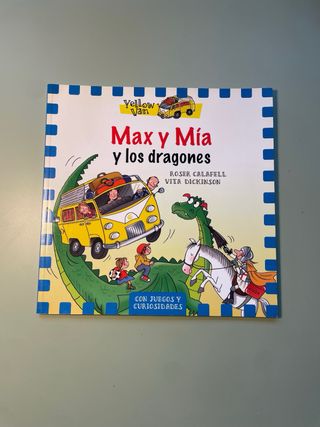 Yellow
Van
Max y Mía
y los dragones
ROSER CALAFELL
VITA DICKINSON
CON JUEGOS Y
CURIOSIDADES